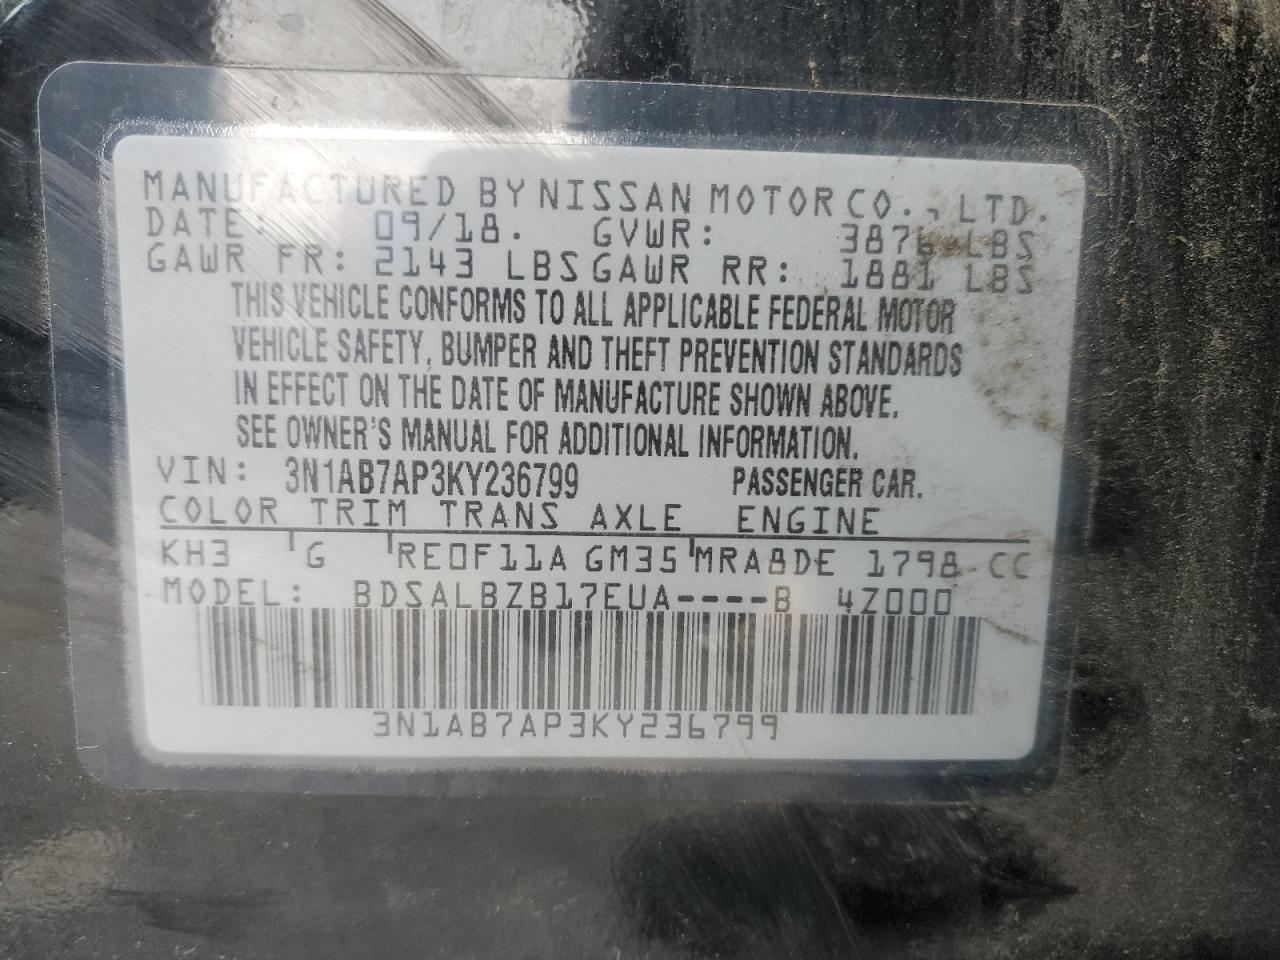 MANUFACTURED BY NISSAN MOTOR CO., LTD.
DATE: 09/18. GVWR: 3876 LBS
GAWR FR: 2143 LBS GAWR RR: 1881 LBS
THIS VEHICLE CONFORMS TO ALL APPLICABLE FEDERAL MOTOR
VEHICLE SAFETY, BUMPER AND THEFT PREVENTION STANDARDS
IN EFFECT ON THE DATE OF MANUFACTURE SHOWN ABOVE.
SEE OWNER'S MANUAL FOR ADDITIONAL INFORMATION.
VIN: 3N1AB7AP3KY236799 PASSENGER CAR.
COLOR TRIM TRANS AXLE ENGINE
KH3 G RE0F11A GM35 MRA8DE 1798 CC
MODEL: BDSALBZB17EUA----B 4Z000
3N1AB7AP3KY236799